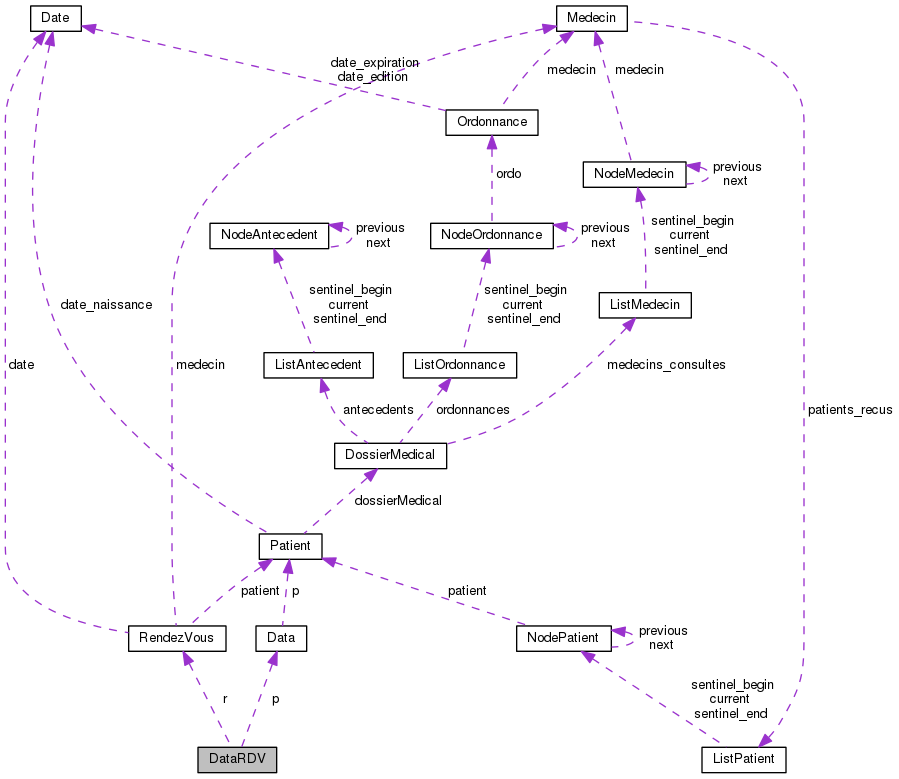 Date
Medecin
date_expiration
date_edition
medecin
medecin
Ordonnance
NodeMedecin
previous
next
ordo
NodeAntecedent
previous
next
NodeOrdonnance
previous
next
sentinel_begin
current
sentinel_end
sentinel_begin
current
sentinel_end
sentinel_begin
current
sentinel_end
date_naissance
ListMedecin
date
medecin
ListAntecedent
ListOrdonnance
medecins_consultes
antecedents
ordonnances
patients_recus
DossierMedical
dossierMedical
Patient
patient
p
patient
RendezVous
Data
NodePatient
previous
next
r
p
sentinel_begin
current
sentinel_end
DataRDV
ListPatient